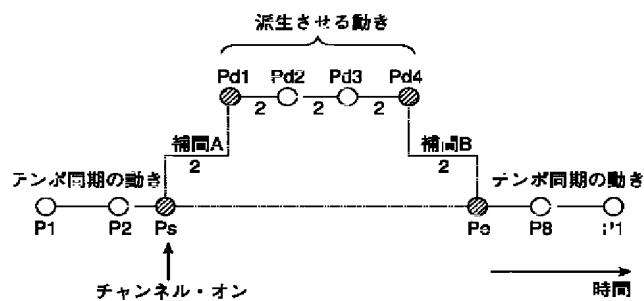 派生させる動き
Pd1 Pd2 Pd3 Pd4
2 2 2
補間A 補間B
2 2
テンポ同期の動き テンポ同期の動き
P1 P2 Ps Pe P8 P1
チャンネル・オン 時間